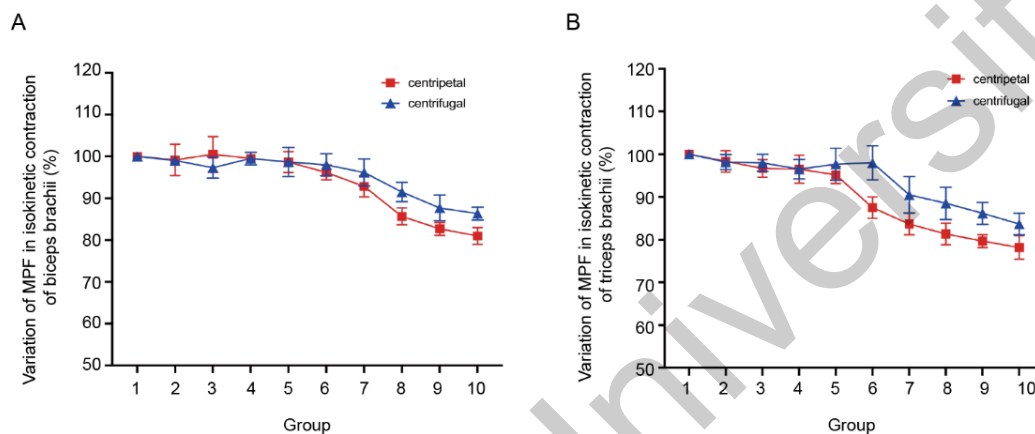 A
Variation of MPF in isokinetic contraction
of biceps brachii (%)
120
110
100
90
80
70
60
50
centripetal
centrifugal
1 2 3 4 5 6 7 8 9 10
Group
B
Variation of MPF in isokinetic contraction
of triceps brachii (%)
120
110
100
90
80
70
60
50
centripetal
centrifugal
1 2 3 4 5 6 7 8 9 10
Group
Universit